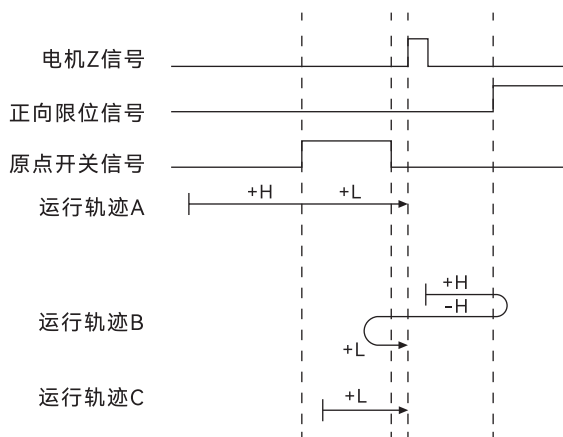 电机Z信号
正向限位信号
原点开关信号
运行轨迹A
+H
+L
运行轨迹B
+H
-H
+L
运行轨迹C
+L